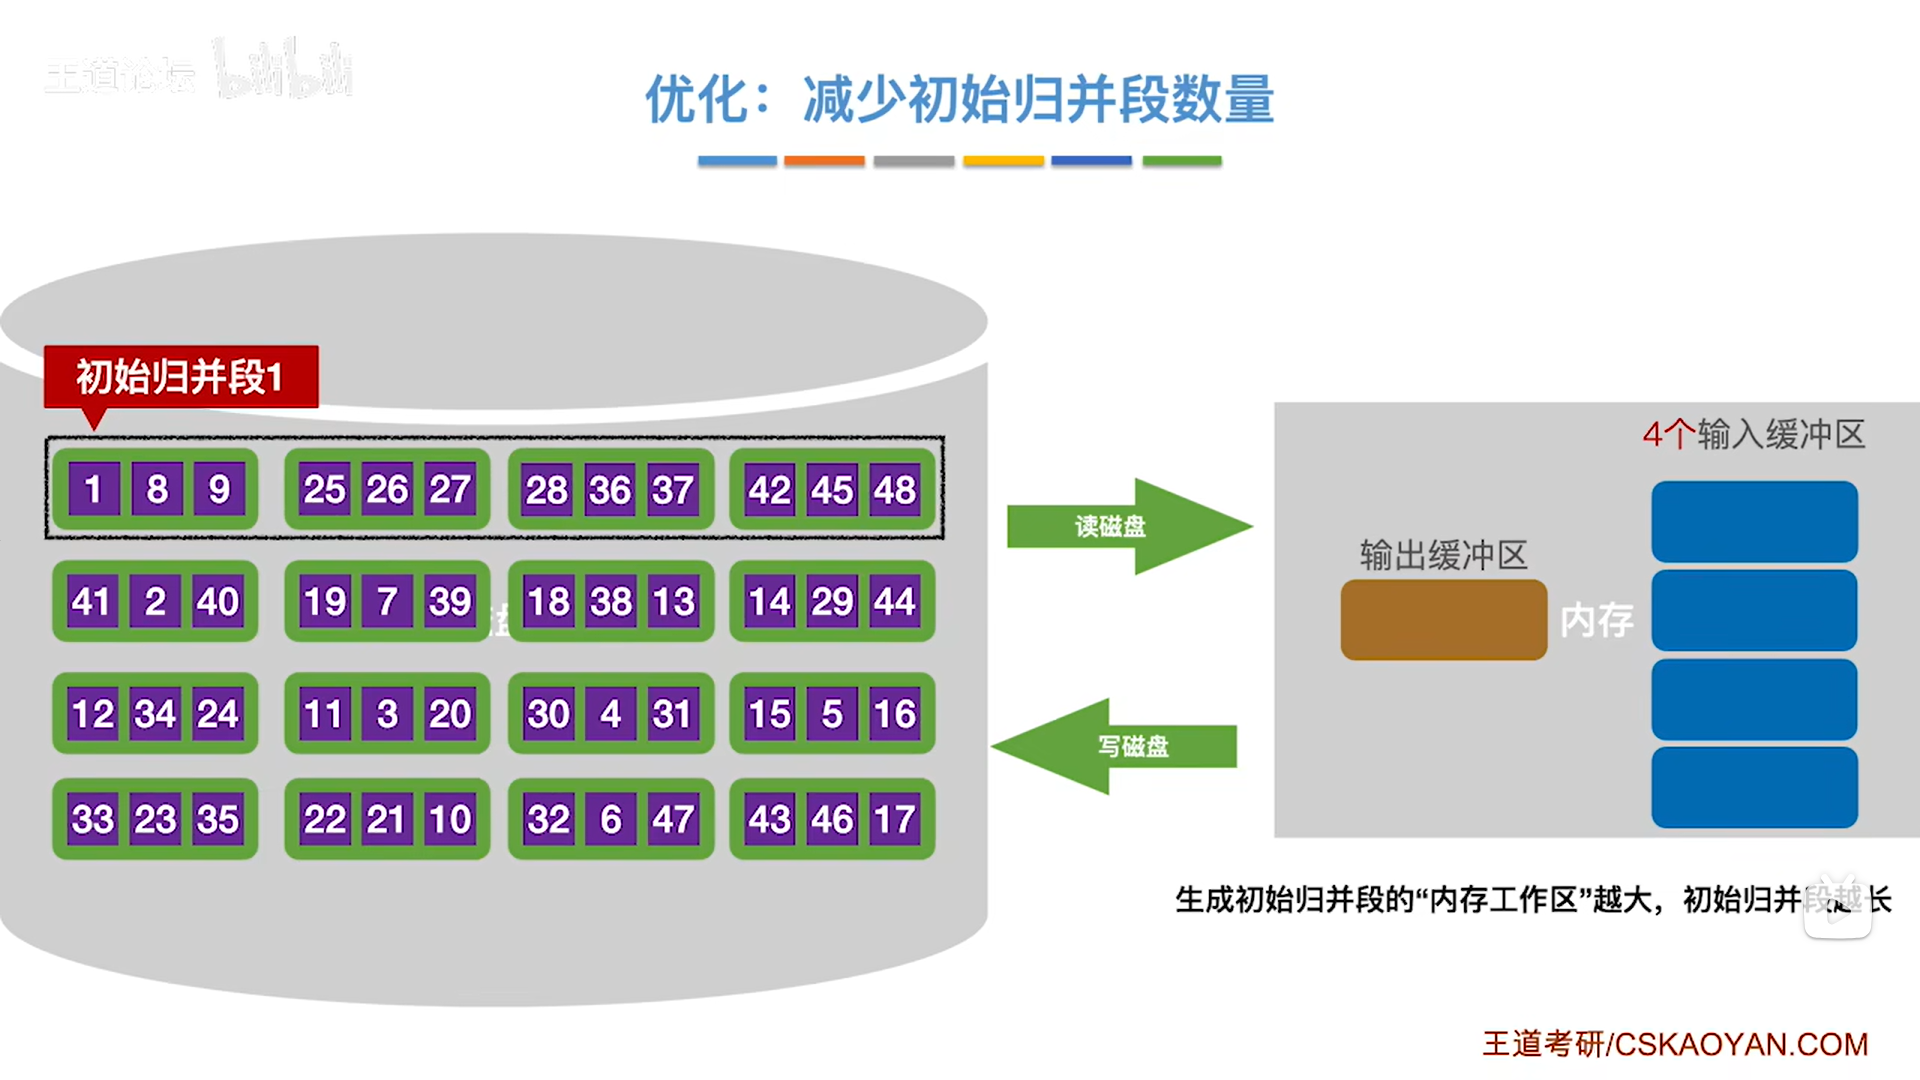 王道论坛 bilibili
优化：减少初始归并段数量
初始归并段1
1 8 9 25 26 27 28 36 37 42 45 48
41 2 40 19 7 39 18 38 13 14 29 44
12 34 24 11 3 20 30 4 31 15 5 16
33 23 35 22 21 10 32 6 47 43 46 17
读磁盘
写磁盘
4个输入缓冲区
输出缓冲区
内存
生成初始归并段的“内存工作区”越大，初始归并段越长
王道考研/CSKAOYAN.COM